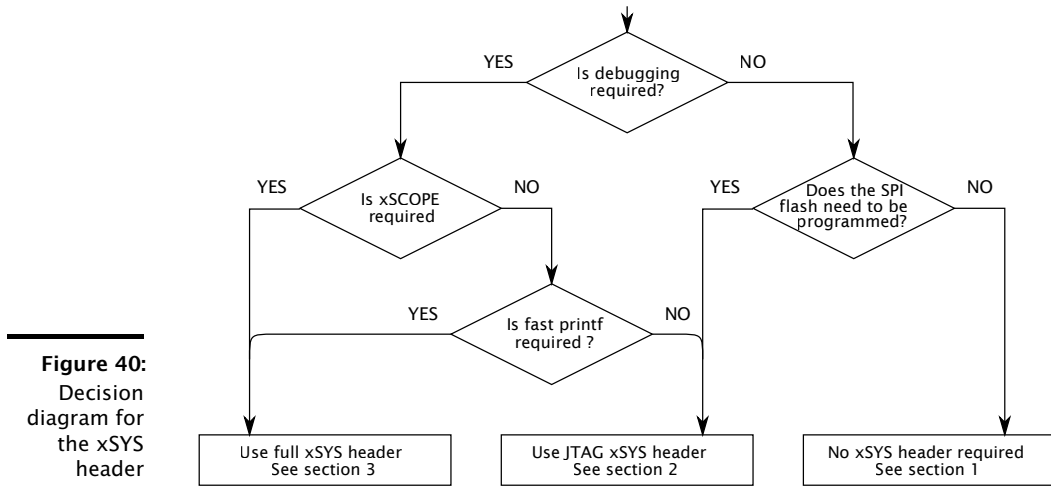 YES
Is debugging
required?
NO
YES
Is xSCOPE
required
NO
YES
Does the SPI
flash need to be
programmed?
NO
YES
Is fast printf
required ?
NO
Figure 40:
Decision
diagram for
the xSYS
header
Use full xSYS header
See section 3
Use JTAG xSYS header
See section 2
No xSYS header required
See section 1